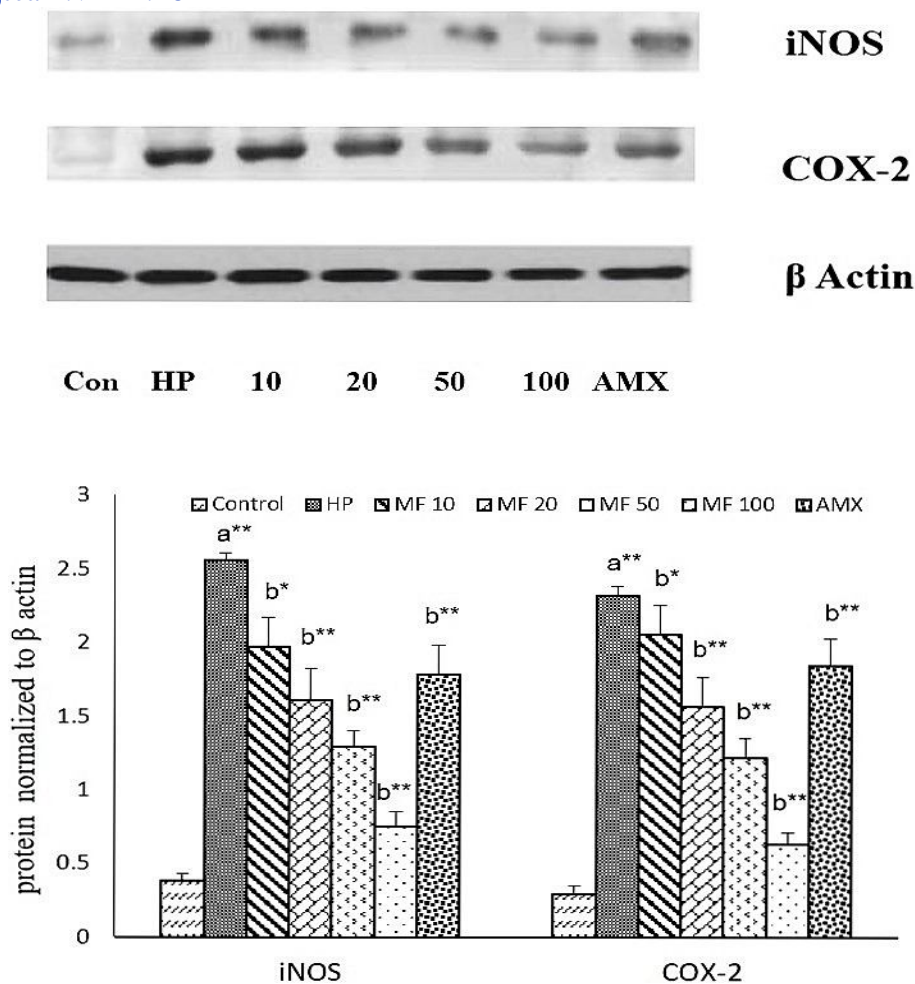 iNOS
COX-2
β Actin
Con HP 10 20 50 100 AMX
Control HP MF 10 MF 20 MF 50 MF 100 AMX
protein normalized to β actin
3
2.5
2
1.5
1
0.5
0
a** b* b** b** b** b**
a** b* b** b** b** b**
iNOS COX-2